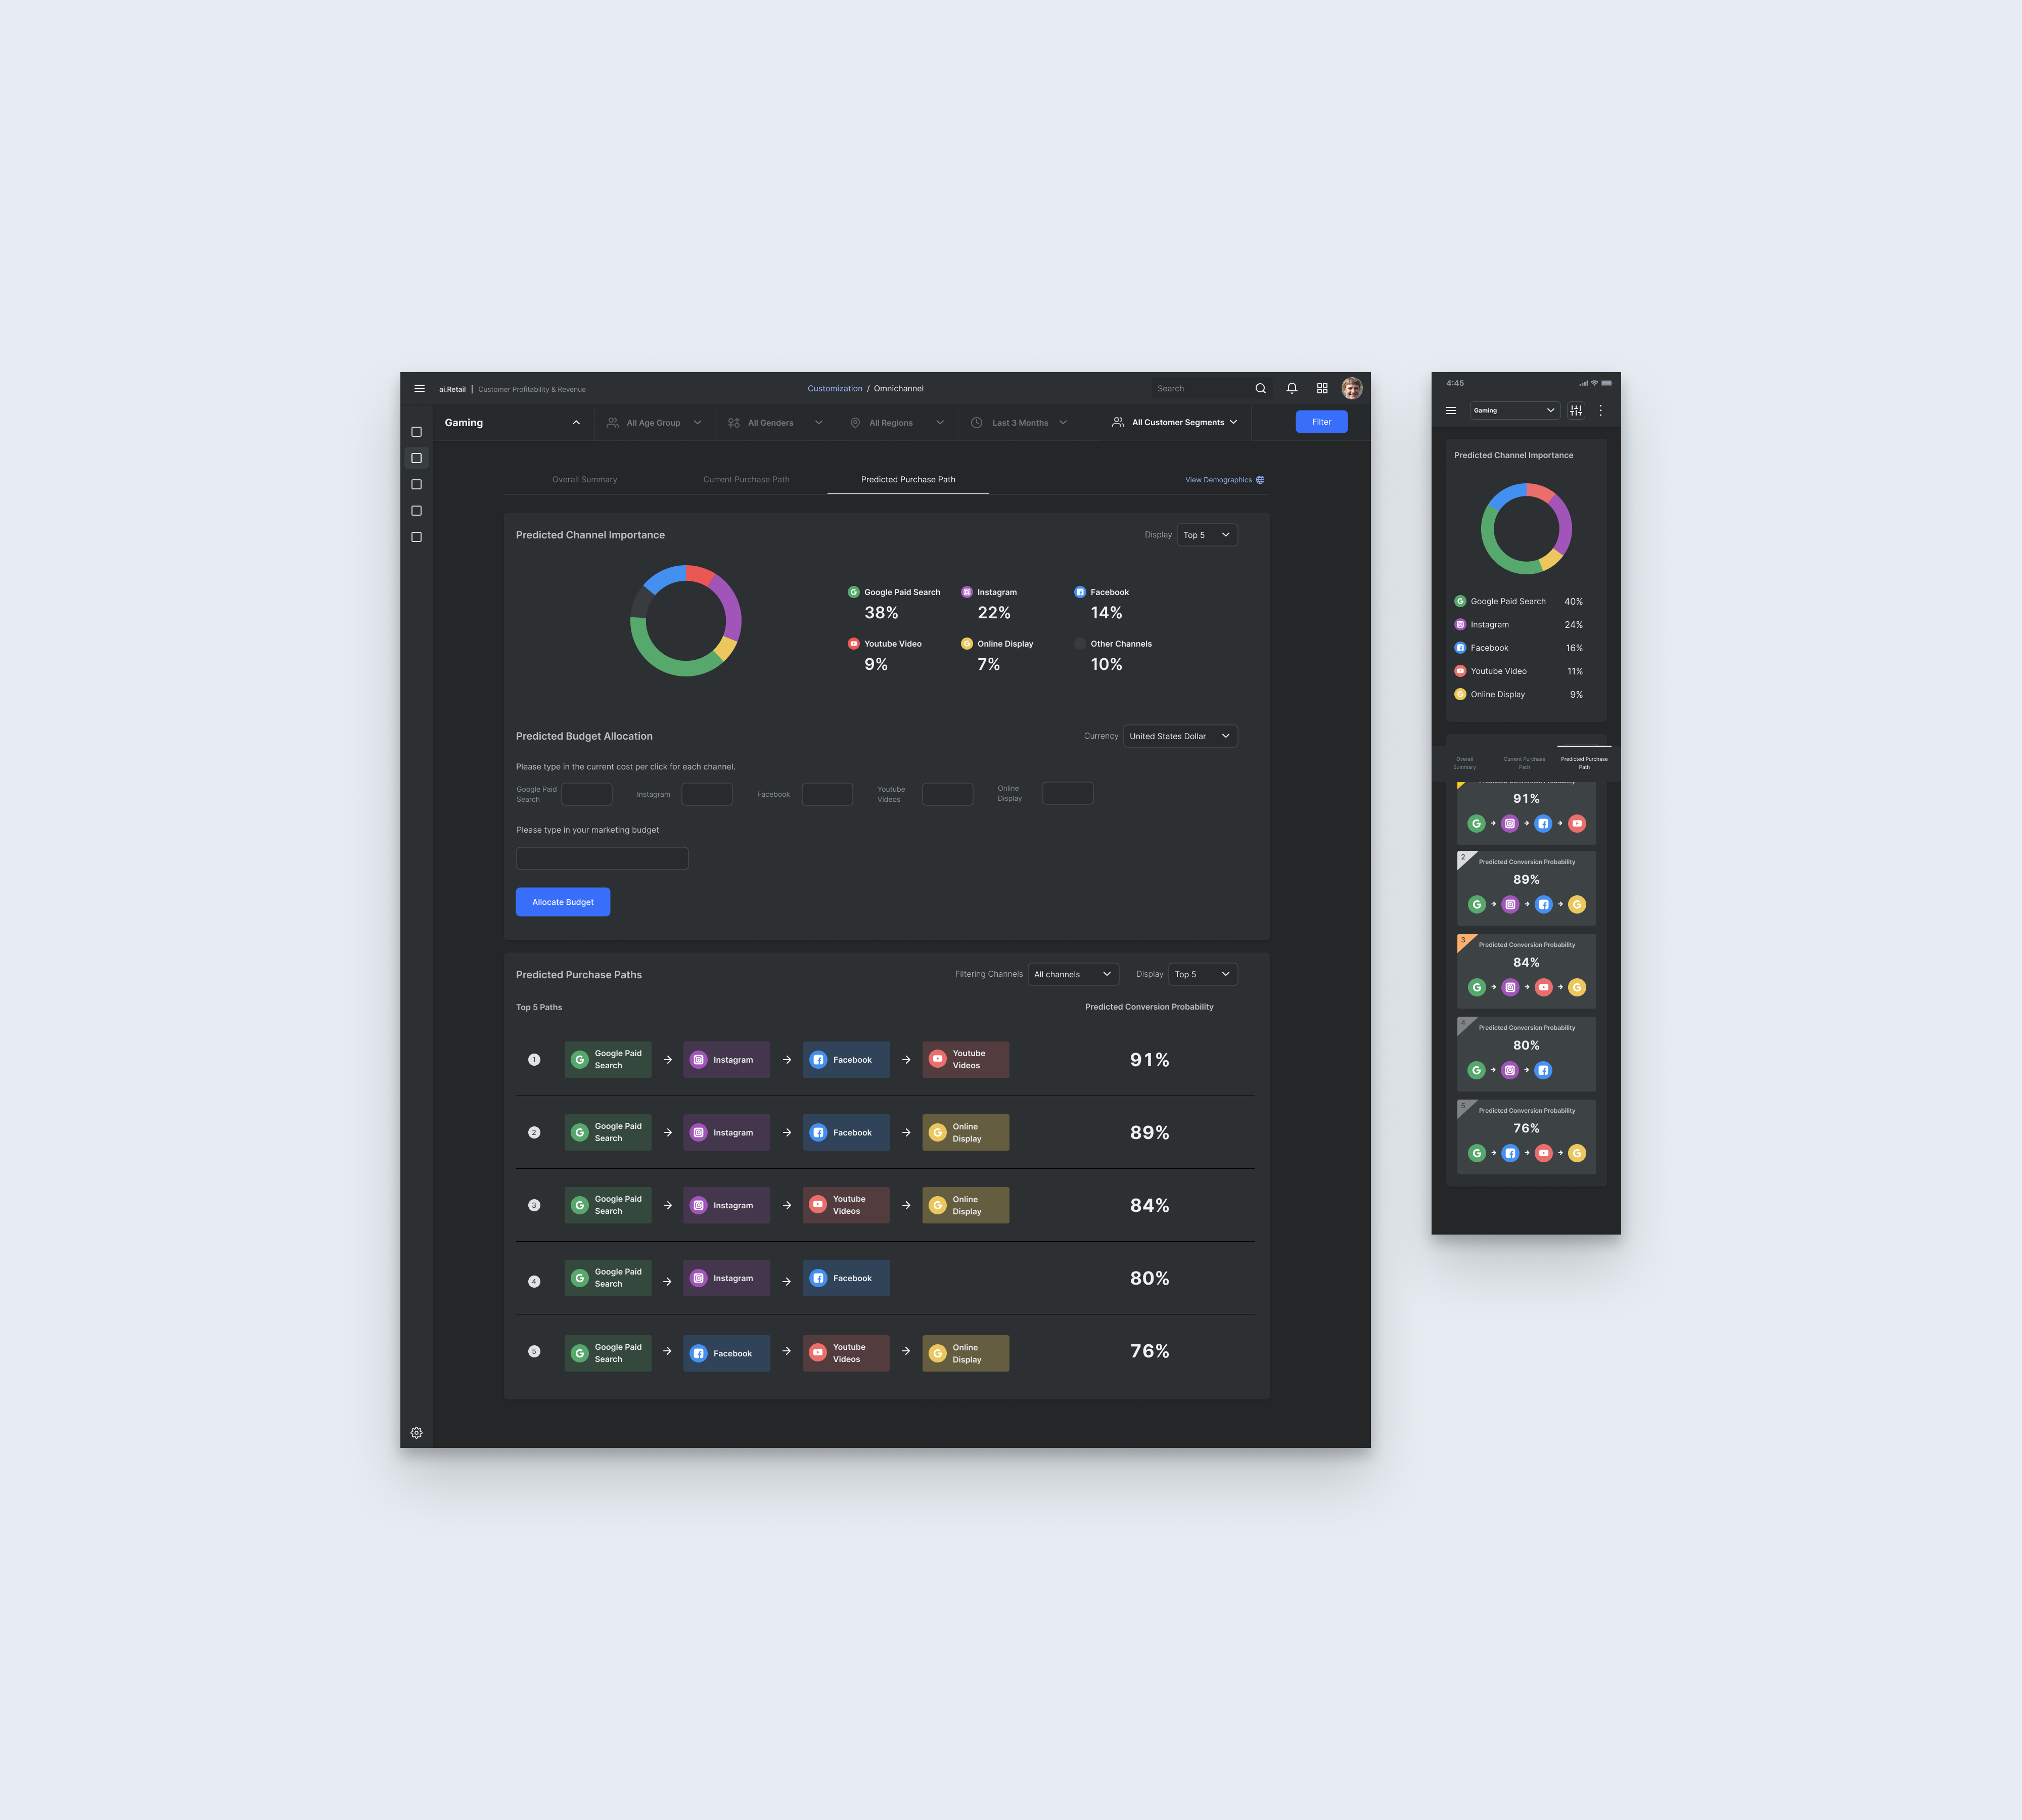 ai.Retail | Customer Profitability & Revenue
Customization / Omnichannel
Search
Gaming
All Age Group
All Genders
All Regions
Last 3 Months
All Customer Segments
Filter
Overall Summary
Current Purchase Path
Predicted Purchase Path
View Demographics
Predicted Channel Importance
Display
Top 5
Google Paid Search
38%
Instagram
22%
Facebook
14%
Youtube Video
9%
Online Display
7%
Other Channels
10%
Predicted Budget Allocation
Currency
United States Dollar
Please type in the current cost per click for each channel.
Google Paid
Search
Instagram
Facebook
Youtube
Videos
Online
Display
Please type in your marketing budget
Allocate Budget
Predicted Purchase Paths
Filtering Channels
All channels
Display
Top 5
Top 5 Paths
Predicted Conversion Probability
1
Google Paid
Search
Instagram
Facebook
Youtube
Videos
91%
2
Google Paid
Search
Instagram
Facebook
Online
Display
89%
3
Google Paid
Search
Instagram
Youtube
Videos
Online
Display
84%
4
Google Paid
Search
Instagram
Facebook
80%
5
Google Paid
Search
Facebook
Youtube
Videos
Online
Display
76%
4:45
Gaming
Predicted Channel Importance
Google Paid Search 40%
Instagram 24%
Facebook 16%
Youtube Video 11%
Online Display 9%
Overall
Summary
Current Purchase
Path
Predicted Purchase
Path
Predicted Conversion Probability
91%
2
Predicted Conversion Probability
89%
3
Predicted Conversion Probability
84%
4
Predicted Conversion Probability
80%
5
Predicted Conversion Probability
76%